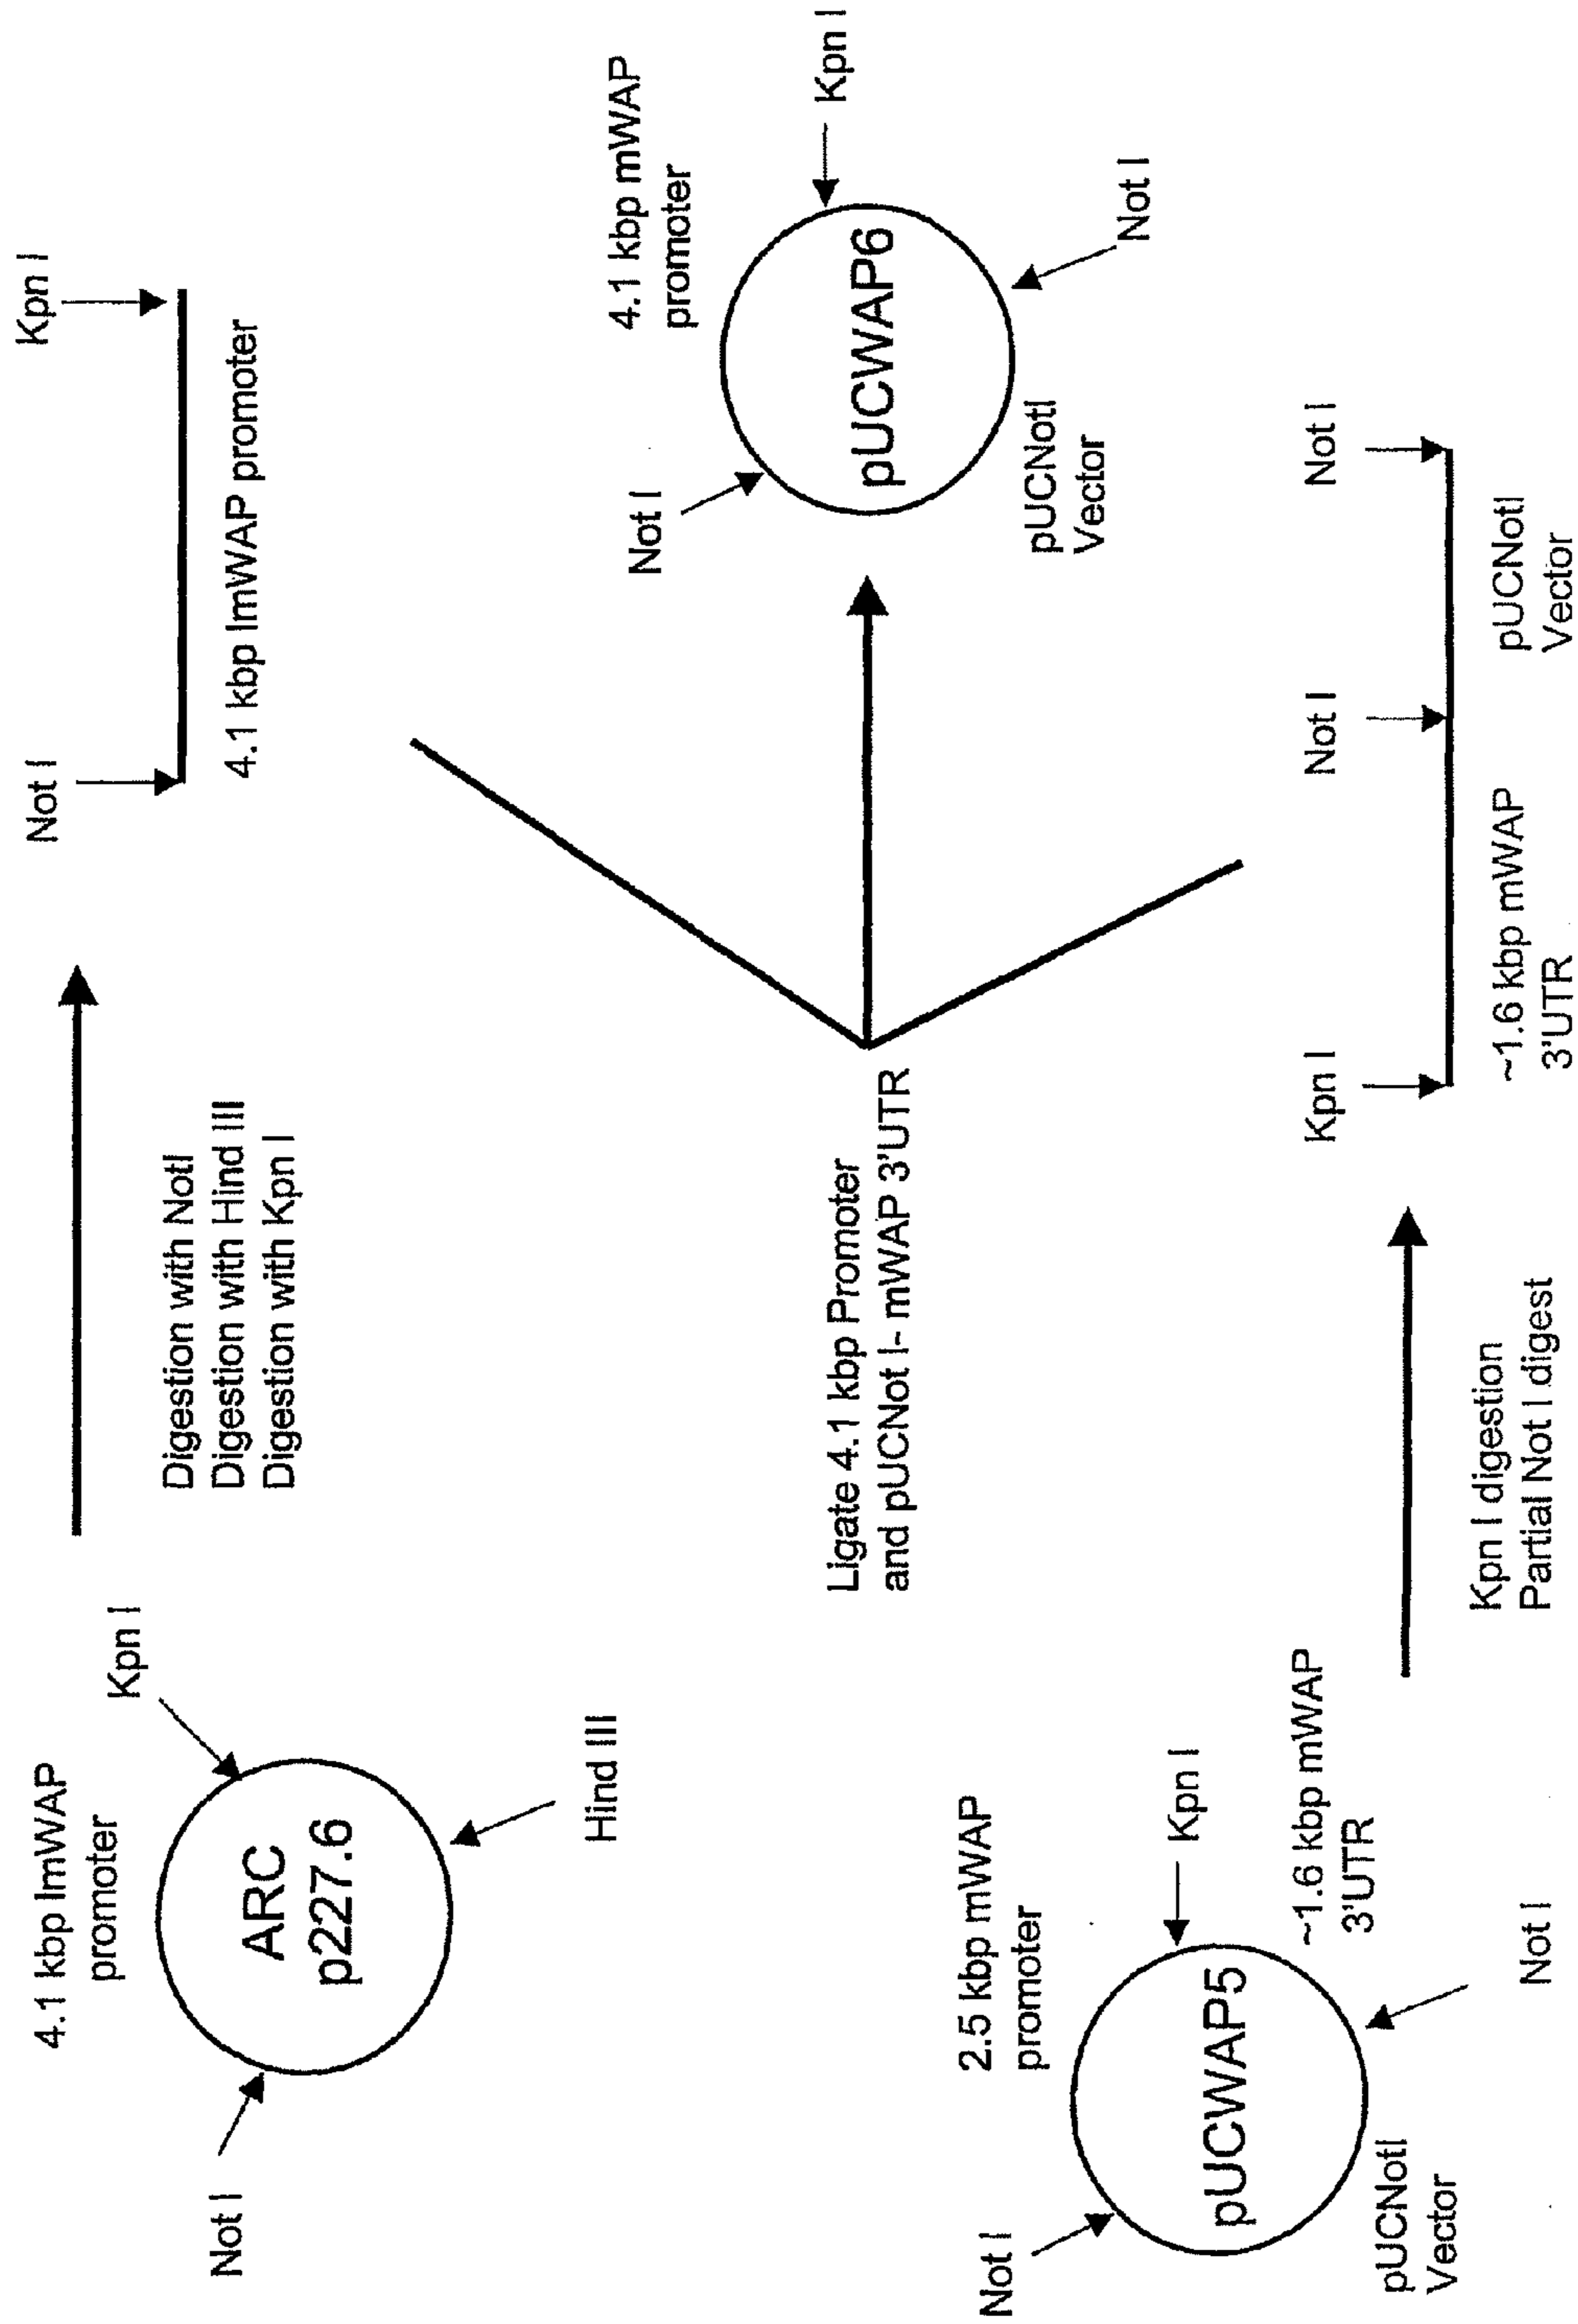 4.1 kbp lmWAP
promoter
Kpn I
Not I
ARC
p227.6
Hind III
Digestion with NotI
Digestion with Hind III
Digestion with Kpn I
Not I
Kpn I
4.1 kbp lmWAP promoter
Ligate 4.1 kbp Promoter
and pUCNot I- mWAP 3'UTR
4.1 kbp mWAP
promoter
Not I
Kpn I
pUCWAP6
pUCNotI
Vector
Not I
2.5 kbp mWAP
promoter
Not I
Kpn I
pUCWAP5
~1.6 kbp mWAP
3'UTR
pUCNotI
Vector
Not I
Kpn I digestion
Partial Not I digest
Kpn I
Not I
Not I
~1.6 kbp mWAP
3'UTR
pUCNotI
Vector